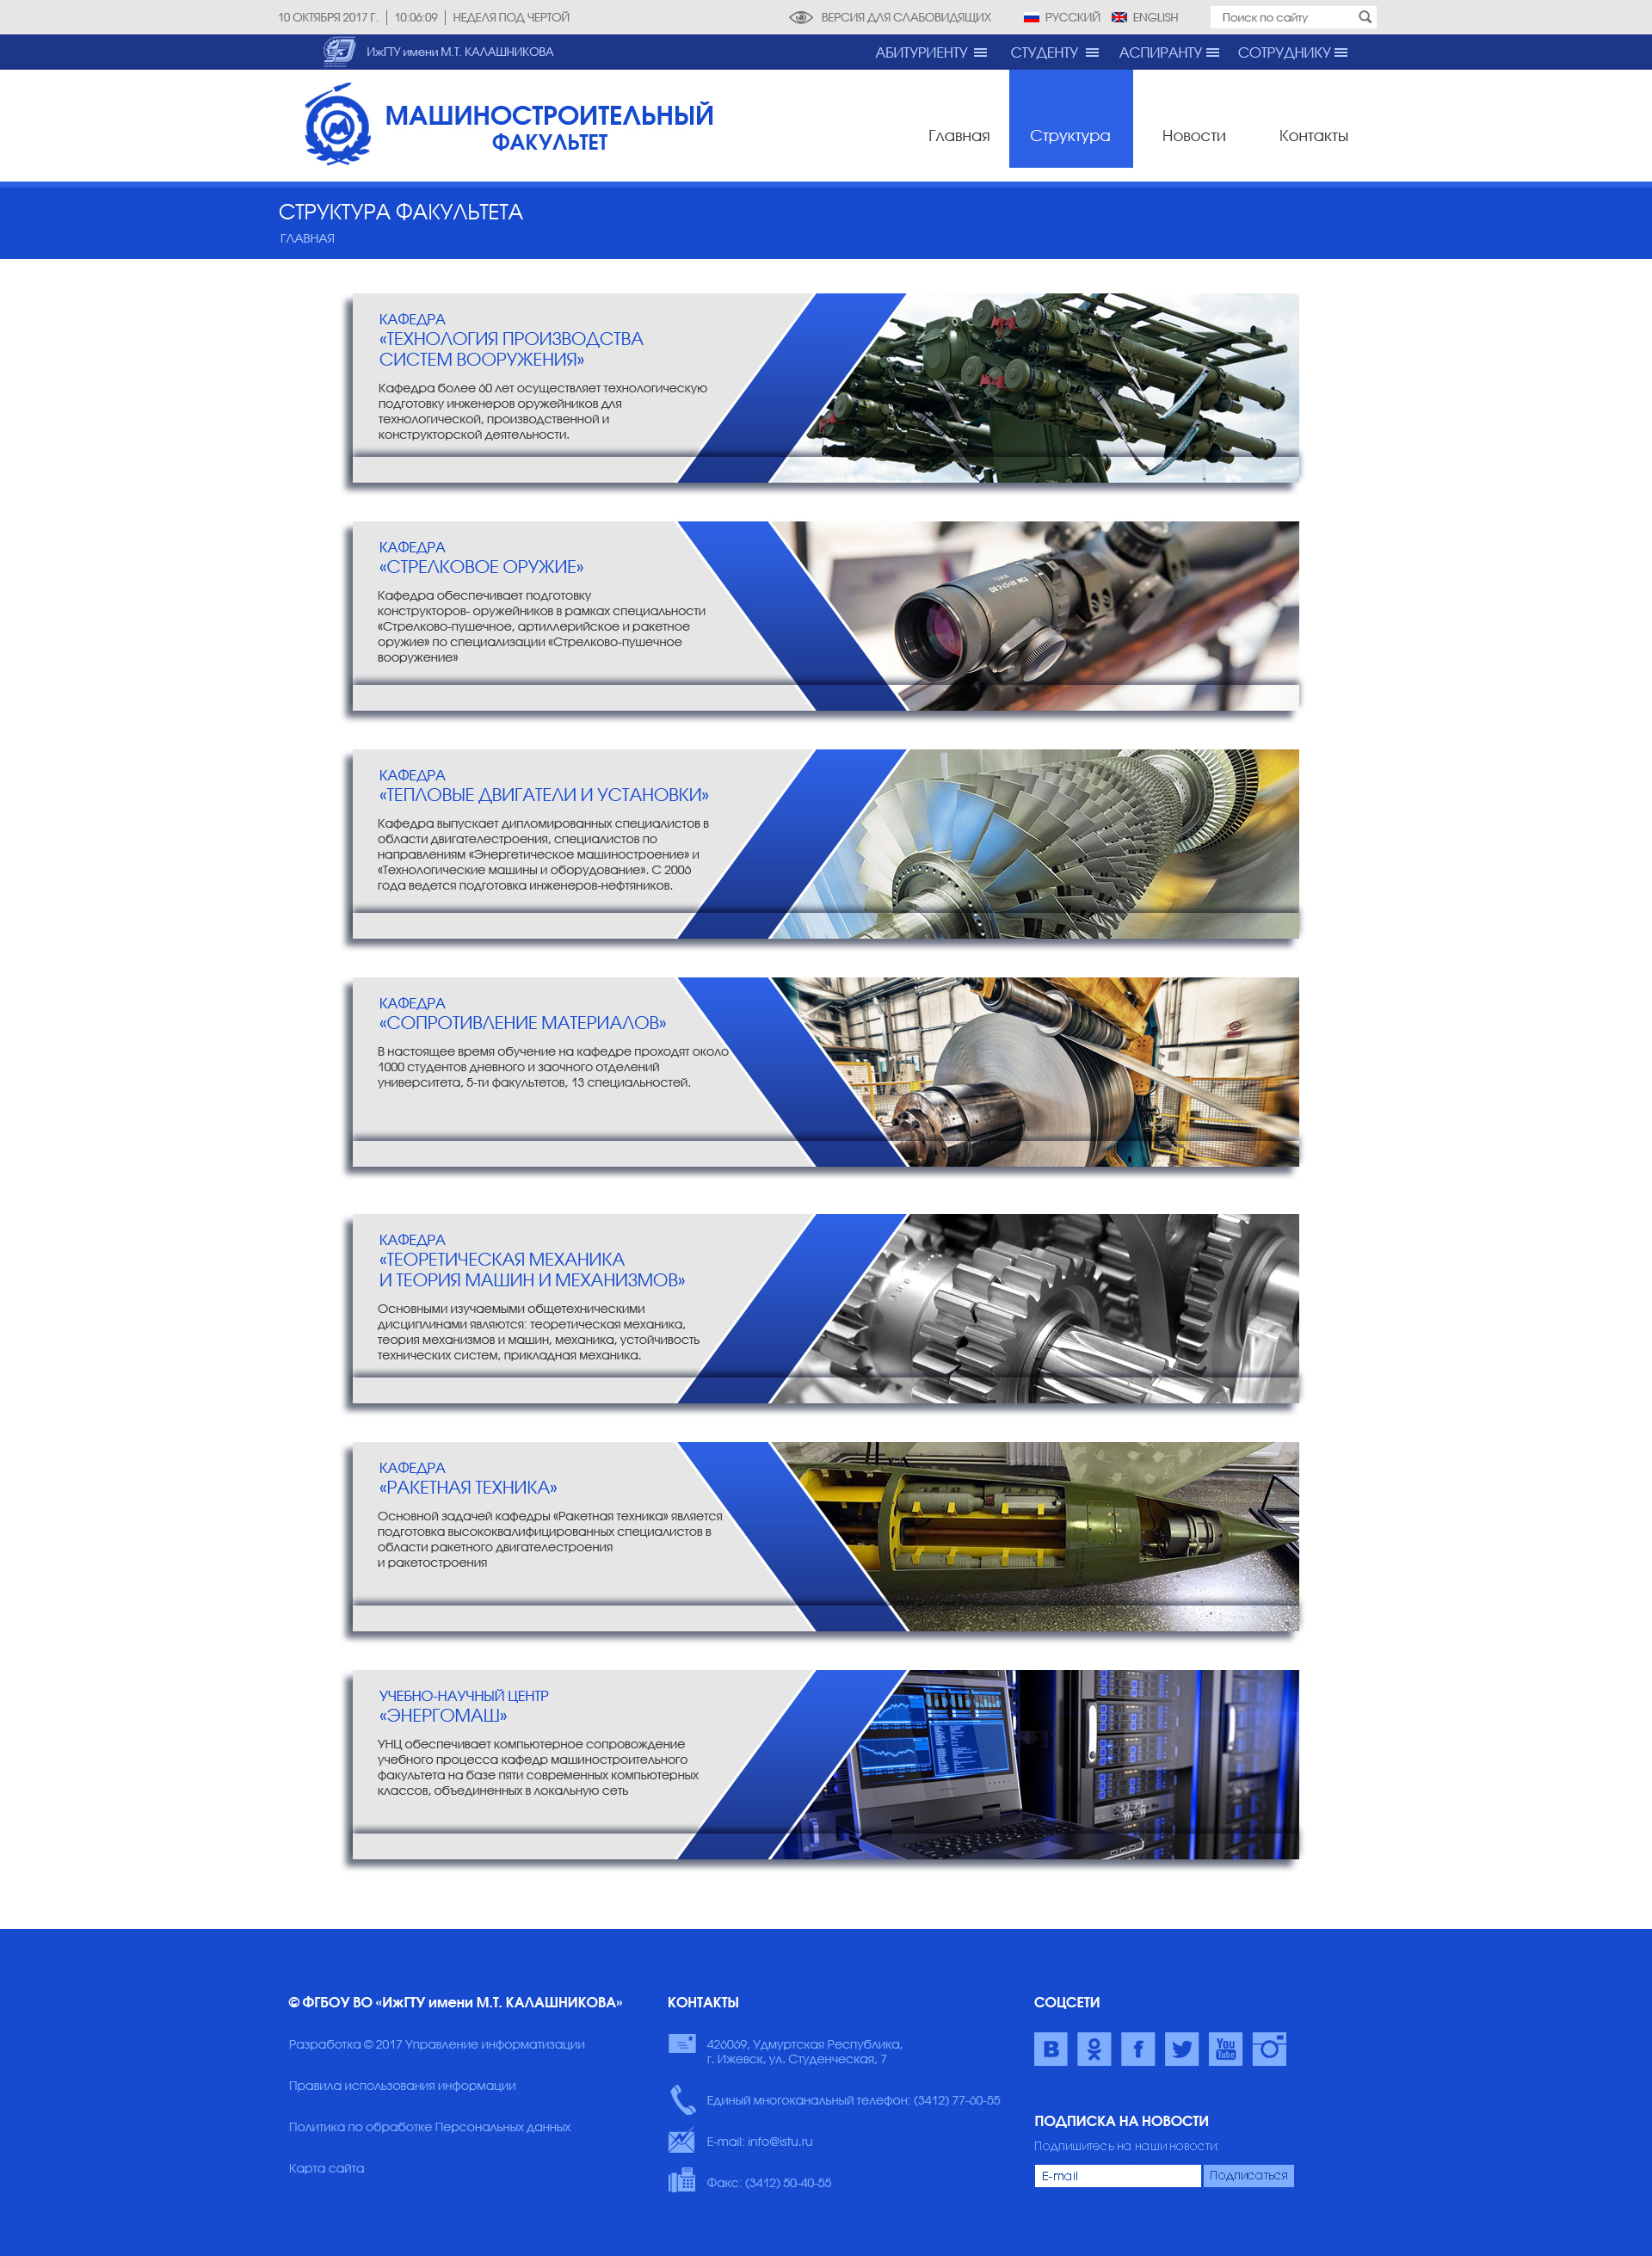 10 ОКТЯБРЯ 2017 Г. | 10:06:09 | НЕДЕЛЯ ПОД ЧЕРТОЙ
ВЕРСИЯ ДЛЯ СЛАБОВИДЯЩИХ
РУССКИЙ
ENGLISH
Поиск по сайту
ИжГТУ имени М.Т. КАЛАШНИКОВА
АБИТУРИЕНТУ
СТУДЕНТУ
АСПИРАНТУ
СОТРУДНИКУ
МАШИНОСТРОИТЕЛЬНЫЙ
ФАКУЛЬТЕТ
Главная
Структура
Новости
Контакты
СТРУКТУРА ФАКУЛЬТЕТА
ГЛАВНАЯ
КАФЕДРА
«ТЕХНОЛОГИЯ ПРОИЗВОДСТВА
СИСТЕМ ВООРУЖЕНИЯ»
Кафедра более 60 лет осуществляет технологическую
подготовку инженеров оружейников для
технологической, производственной и
конструкторской деятельности.
КАФЕДРА
«СТРЕЛКОВОЕ ОРУЖИЕ»
Кафедра обеспечивает подготовку
конструкторов- оружейников в рамках специальности
«Стрелково-пушечное, артиллерийское и ракетное
оружие» по специализации «Стрелково-пушечное
вооружение»
КАФЕДРА
«ТЕПЛОВЫЕ ДВИГАТЕЛИ И УСТАНОВКИ»
Кафедра выпускает дипломированных специалистов в
области двигателестроения, специалистов по
направлениям «Энергетическое машиностроение» и
«Технологические машины и оборудование». С 2006
года ведется подготовка инженеров-нефтяников.
КАФЕДРА
«СОПРОТИВЛЕНИЕ МАТЕРИАЛОВ»
В настоящее время обучение на кафедре проходят около
1000 студентов дневного и заочного отделений
университета, 5-ти факультетов, 13 специальностей.
КАФЕДРА
«ТЕОРЕТИЧЕСКАЯ МЕХАНИКА
И ТЕОРИЯ МАШИН И МЕХАНИЗМОВ»
Основными изучаемыми общетехническими
дисциплинами являются: теоретическая механика,
теория механизмов и машин, механика, устойчивость
технических систем, прикладная механика.
КАФЕДРА
«РАКЕТНАЯ ТЕХНИКА»
Основной задачей кафедры «Ракетная техника» является
подготовка высококвалифицированных специалистов в
области ракетного двигателестроения
и ракетостроения
УЧЕБНО-НАУЧНЫЙ ЦЕНТР
«ЭНЕРГОМАШ»
УНЦ обеспечивает компьютерное сопровождение
учебного процесса кафедр машиностроительного
факультета на базе пяти современных компьютерных
классов, объединенных в локальную сеть
© ФГБОУ ВО «ИжГТУ имени М.Т. КАЛАШНИКОВА»
Разработка © 2017 Управление информатизации
Правила использования информации
Политика по обработке Персональных данных
Карта сайта
КОНТАКТЫ
426069, Удмуртская Республика,
г. Ижевск, ул. Студенческая, 7
Единый многоканальный телефон: (3412) 77-60-55
E-mail: info@istu.ru
Факс: (3412) 50-40-55
СОЦСЕТИ
You
Tube
ПОДПИСКА НА НОВОСТИ
Подпишитесь на наши новости:
E-mail
Подписаться